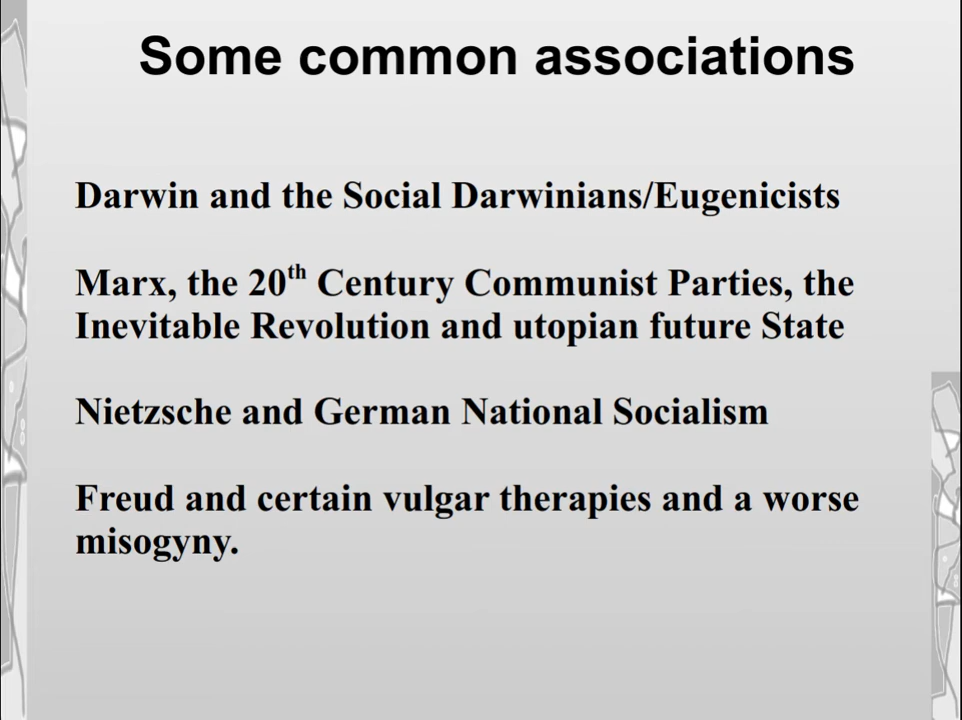 Some common associations
Darwin and the Social Darwinians/Eugenicists
Marx, the 20th Century Communist Parties, the
Inevitable Revolution and utopian future State
Nietzsche and German National Socialism
Freud and certain vulgar therapies and a worse
misogyny.